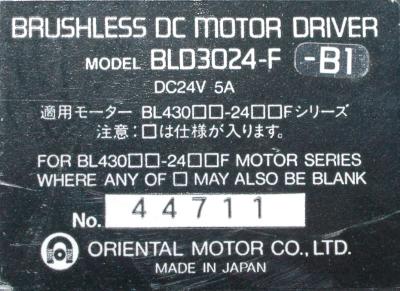 BRUSHLESS DC MOTOR DRIVER
MODEL BLD3024-F -B1
DC24V 5A
適用モーター BL430□□-24□□Fシリーズ
注意:□は仕様が入ります。
FOR BL430□□-24□□F MOTOR SERIES
WHERE ANY OF □ MAY ALSO BE BLANK
No. 44711
ORIENTAL MOTOR CO., LTD.
MADE IN JAPAN